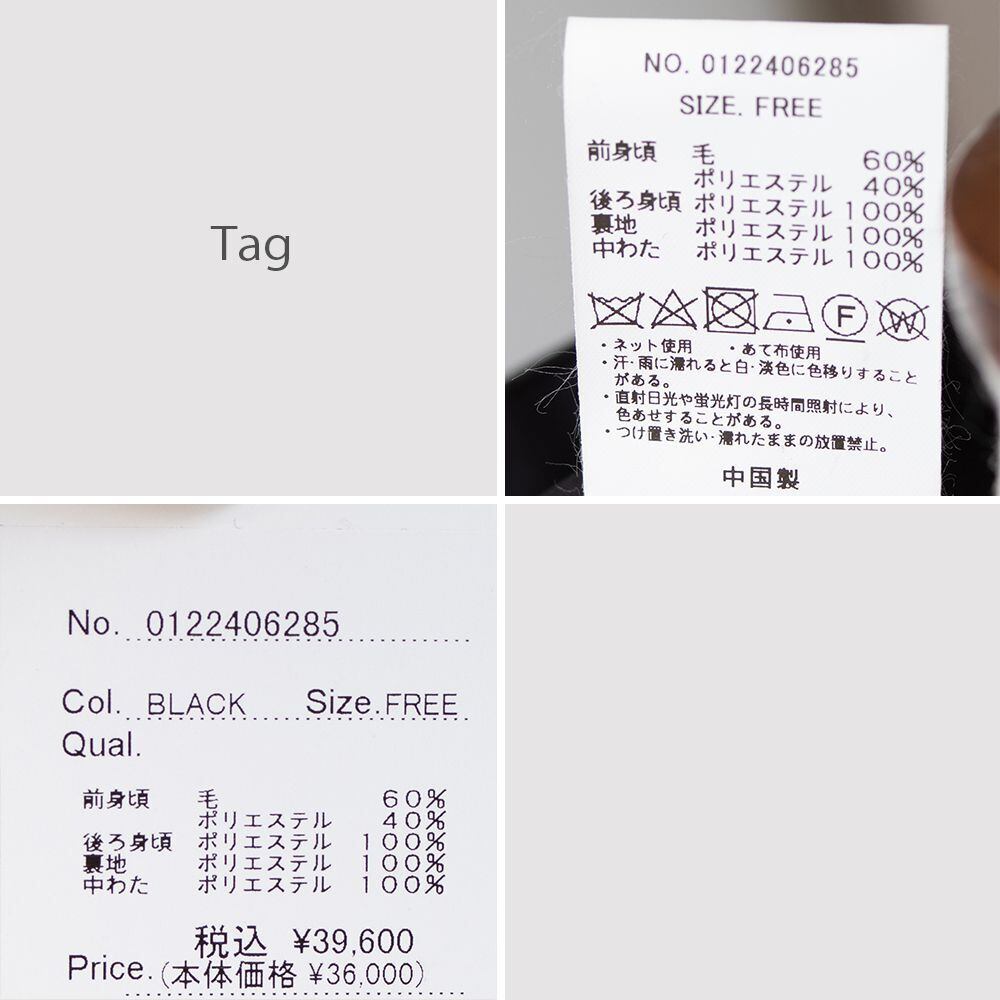 Tag
NO. 0122406285
SIZE. FREE
前身頃 毛 60%
ポリエステル 40%
後ろ身頃 ポリエステル 100%
裏地 ポリエステル 100%
中わた ポリエステル 100%
F W
・ネット使用 ・あて布使用
・汗・雨に濡れると白・淡色に色移りすること
がある。
・直射日光や蛍光灯の長時間照射により、
色あせすることがある。
・つけ置き洗い・濡れたままの放置禁止。
中国製
No. 0122406285
Col. BLACK Size. FREE
Qual.
前身頃 毛 60%
ポリエステル 40%
後ろ身頃 ポリエステル 100%
裏地 ポリエステル 100%
中わた ポリエステル 100%
税込 ¥39,600
Price. (本体価格 ¥36,000)